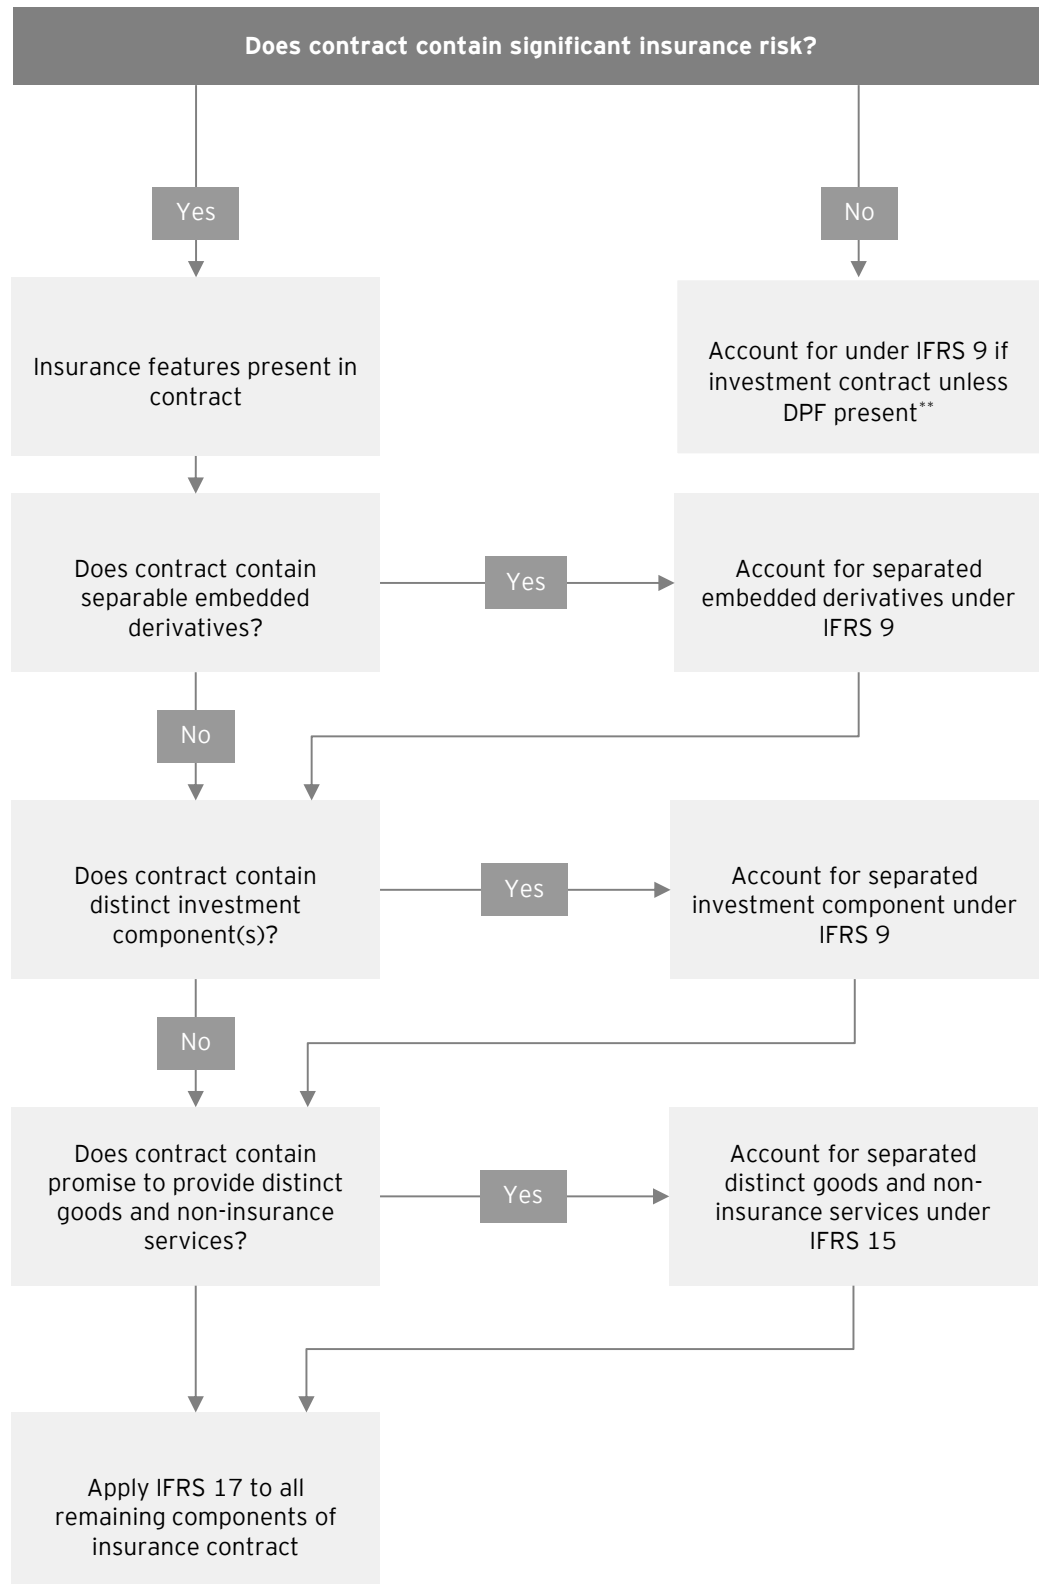 Does contract contain significant insurance risk?
Yes
No
Insurance features present in
contract
Account for under IFRS 9 if
investment contract unless
DPF present**
Does contract contain
separable embedded
derivatives?
Yes
Account for separated
embedded derivatives under
IFRS 9
No
Does contract contain
distinct investment
component(s)?
Yes
Account for separated
investment component under
IFRS 9
No
Does contract contain
promise to provide distinct
goods and non-insurance
services?
Yes
Account for separated
distinct goods and non-
insurance services under
IFRS 15
Apply IFRS 17 to all
remaining components of
insurance contract